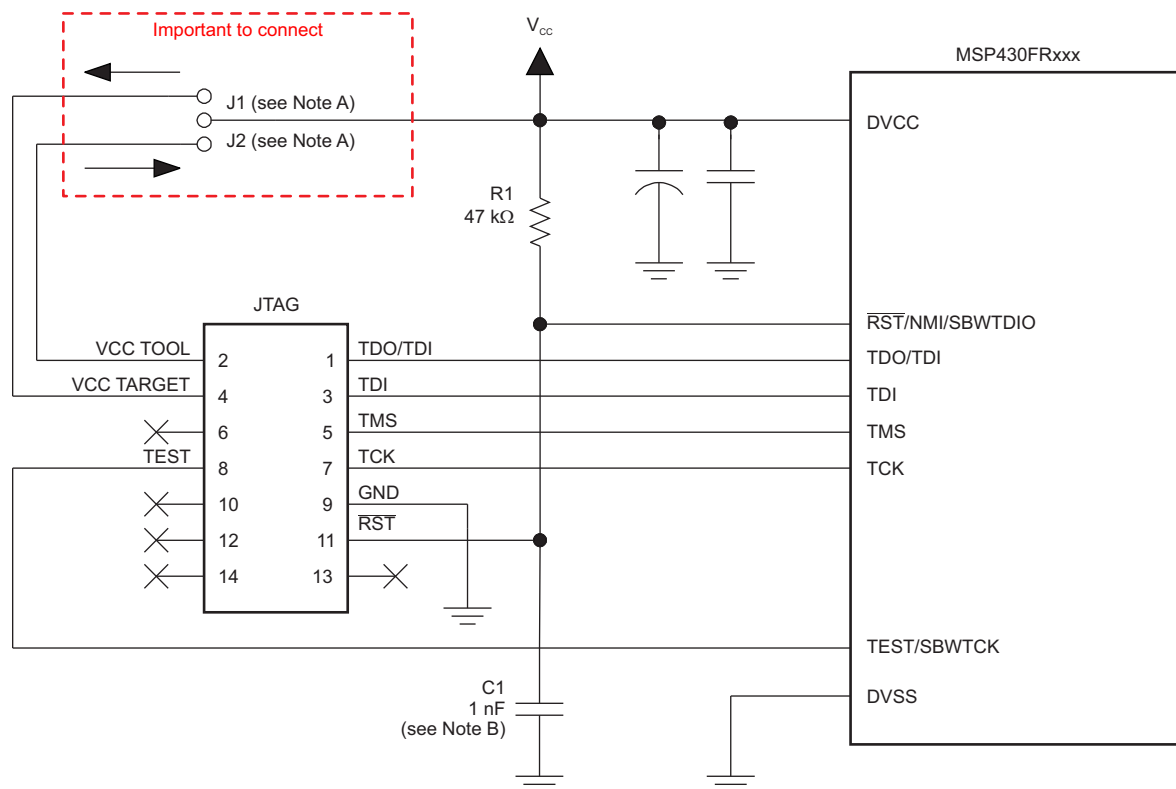 Important to connect
J1 (see Note A)
J2 (see Note A)
VCC
MSP430FRxxx
DVCC
R1
47 kΩ
JTAG
RST/NMI/SBWTDIO
VCC TOOL
2
1
TDO/TDI
TDO/TDI
VCC TARGET
4
3
TDI
TDI
6
5
TMS
TMS
TEST
8
7
TCK
TCK
10
9
GND
12
11
RST
14
13
TEST/SBWTCK
C1
1 nF
(see Note B)
DVSS